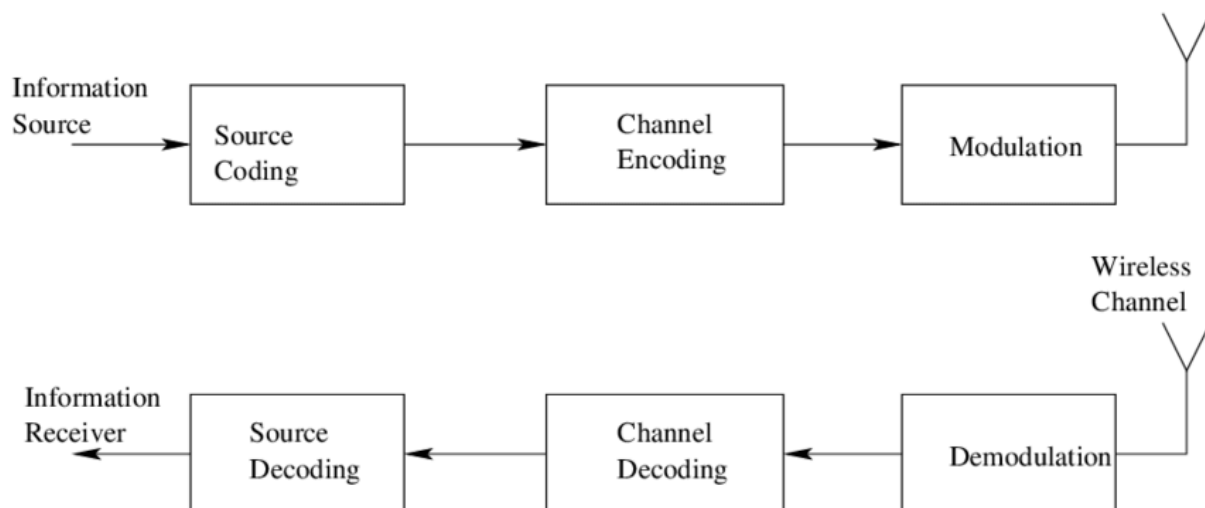 Information
Source
Source
Coding
Channel
Encoding
Modulation
Wireless
Channel
Information
Receiver
Source
Decoding
Channel
Decoding
Demodulation